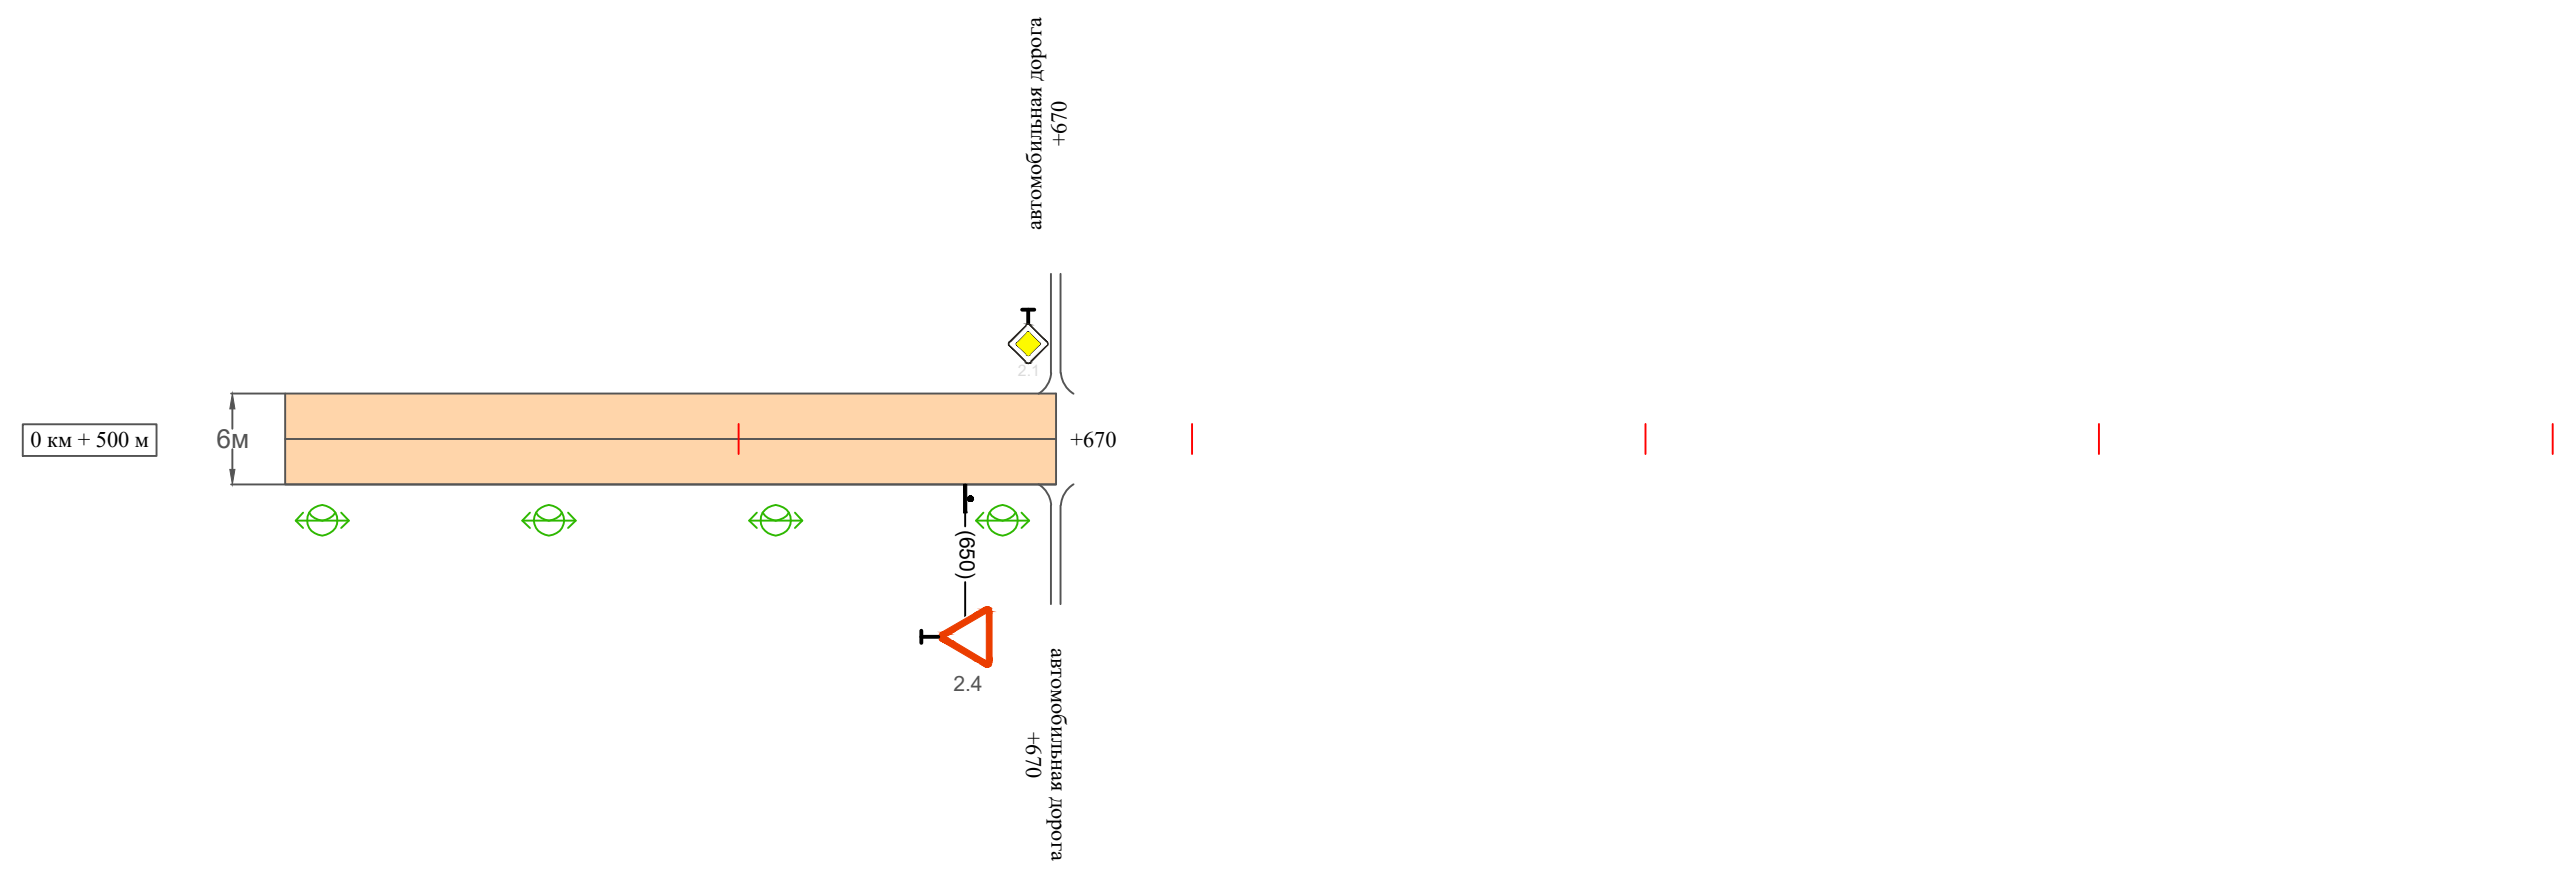 автомобильная дорога
+670
2.1
0 км + 500 м
6м
+670
(650)
2.4
автомобильная дорога
+670